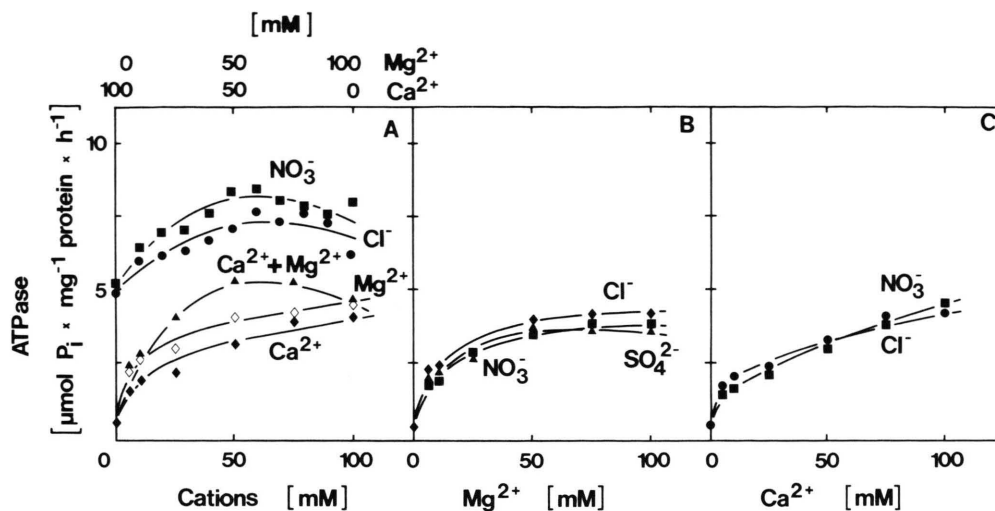 [mM]
0 50 100 Mg²⁺
100 50 0 Ca²⁺
A
B
C
ATPase
[μmol Pᵢ × mg⁻¹ protein × h⁻¹]
10
5
NO₃⁻
Cl⁻
Ca²⁺+Mg²⁺
Mg²⁺
Ca²⁺
Cl⁻
NO₃⁻
SO₄²⁻
NO₃⁻
Cl⁻
0 50 100
0 50 100
0 50 100
Cations [mM]
Mg²⁺ [mM]
Ca²⁺ [mM]